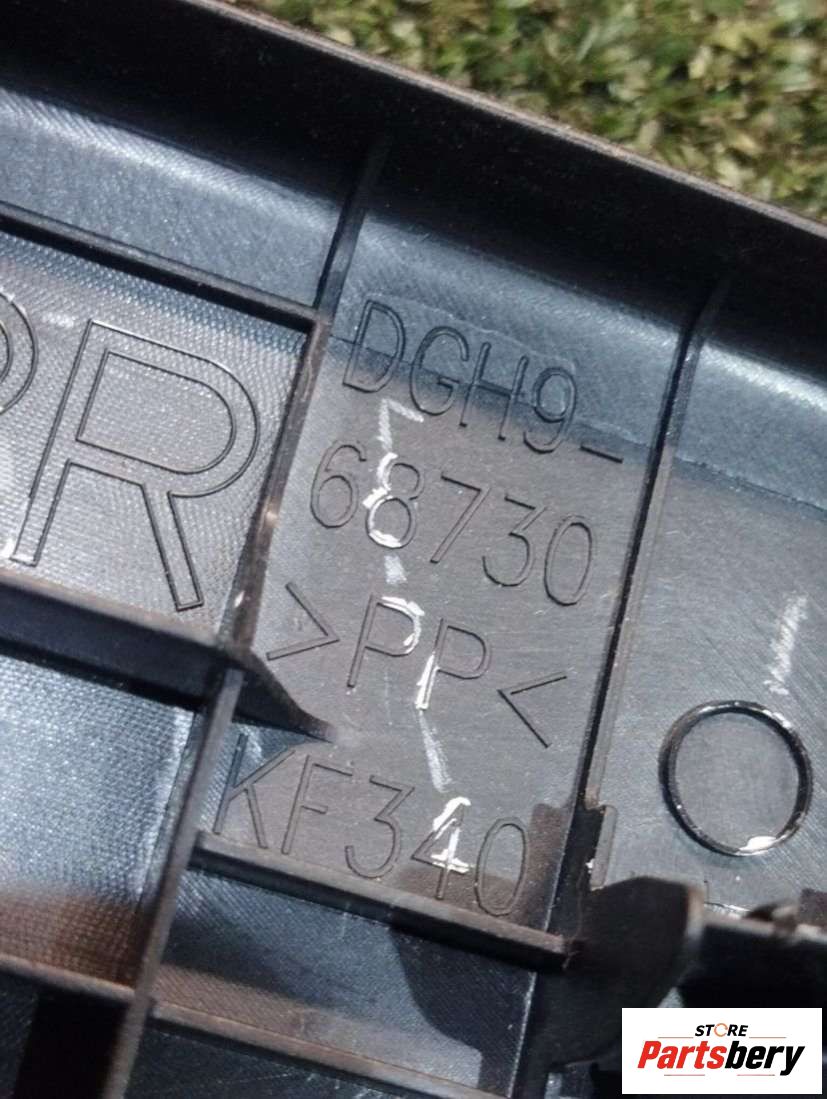 R
DGH9-
68730
>PP<
KF340
STORE
Partsbery